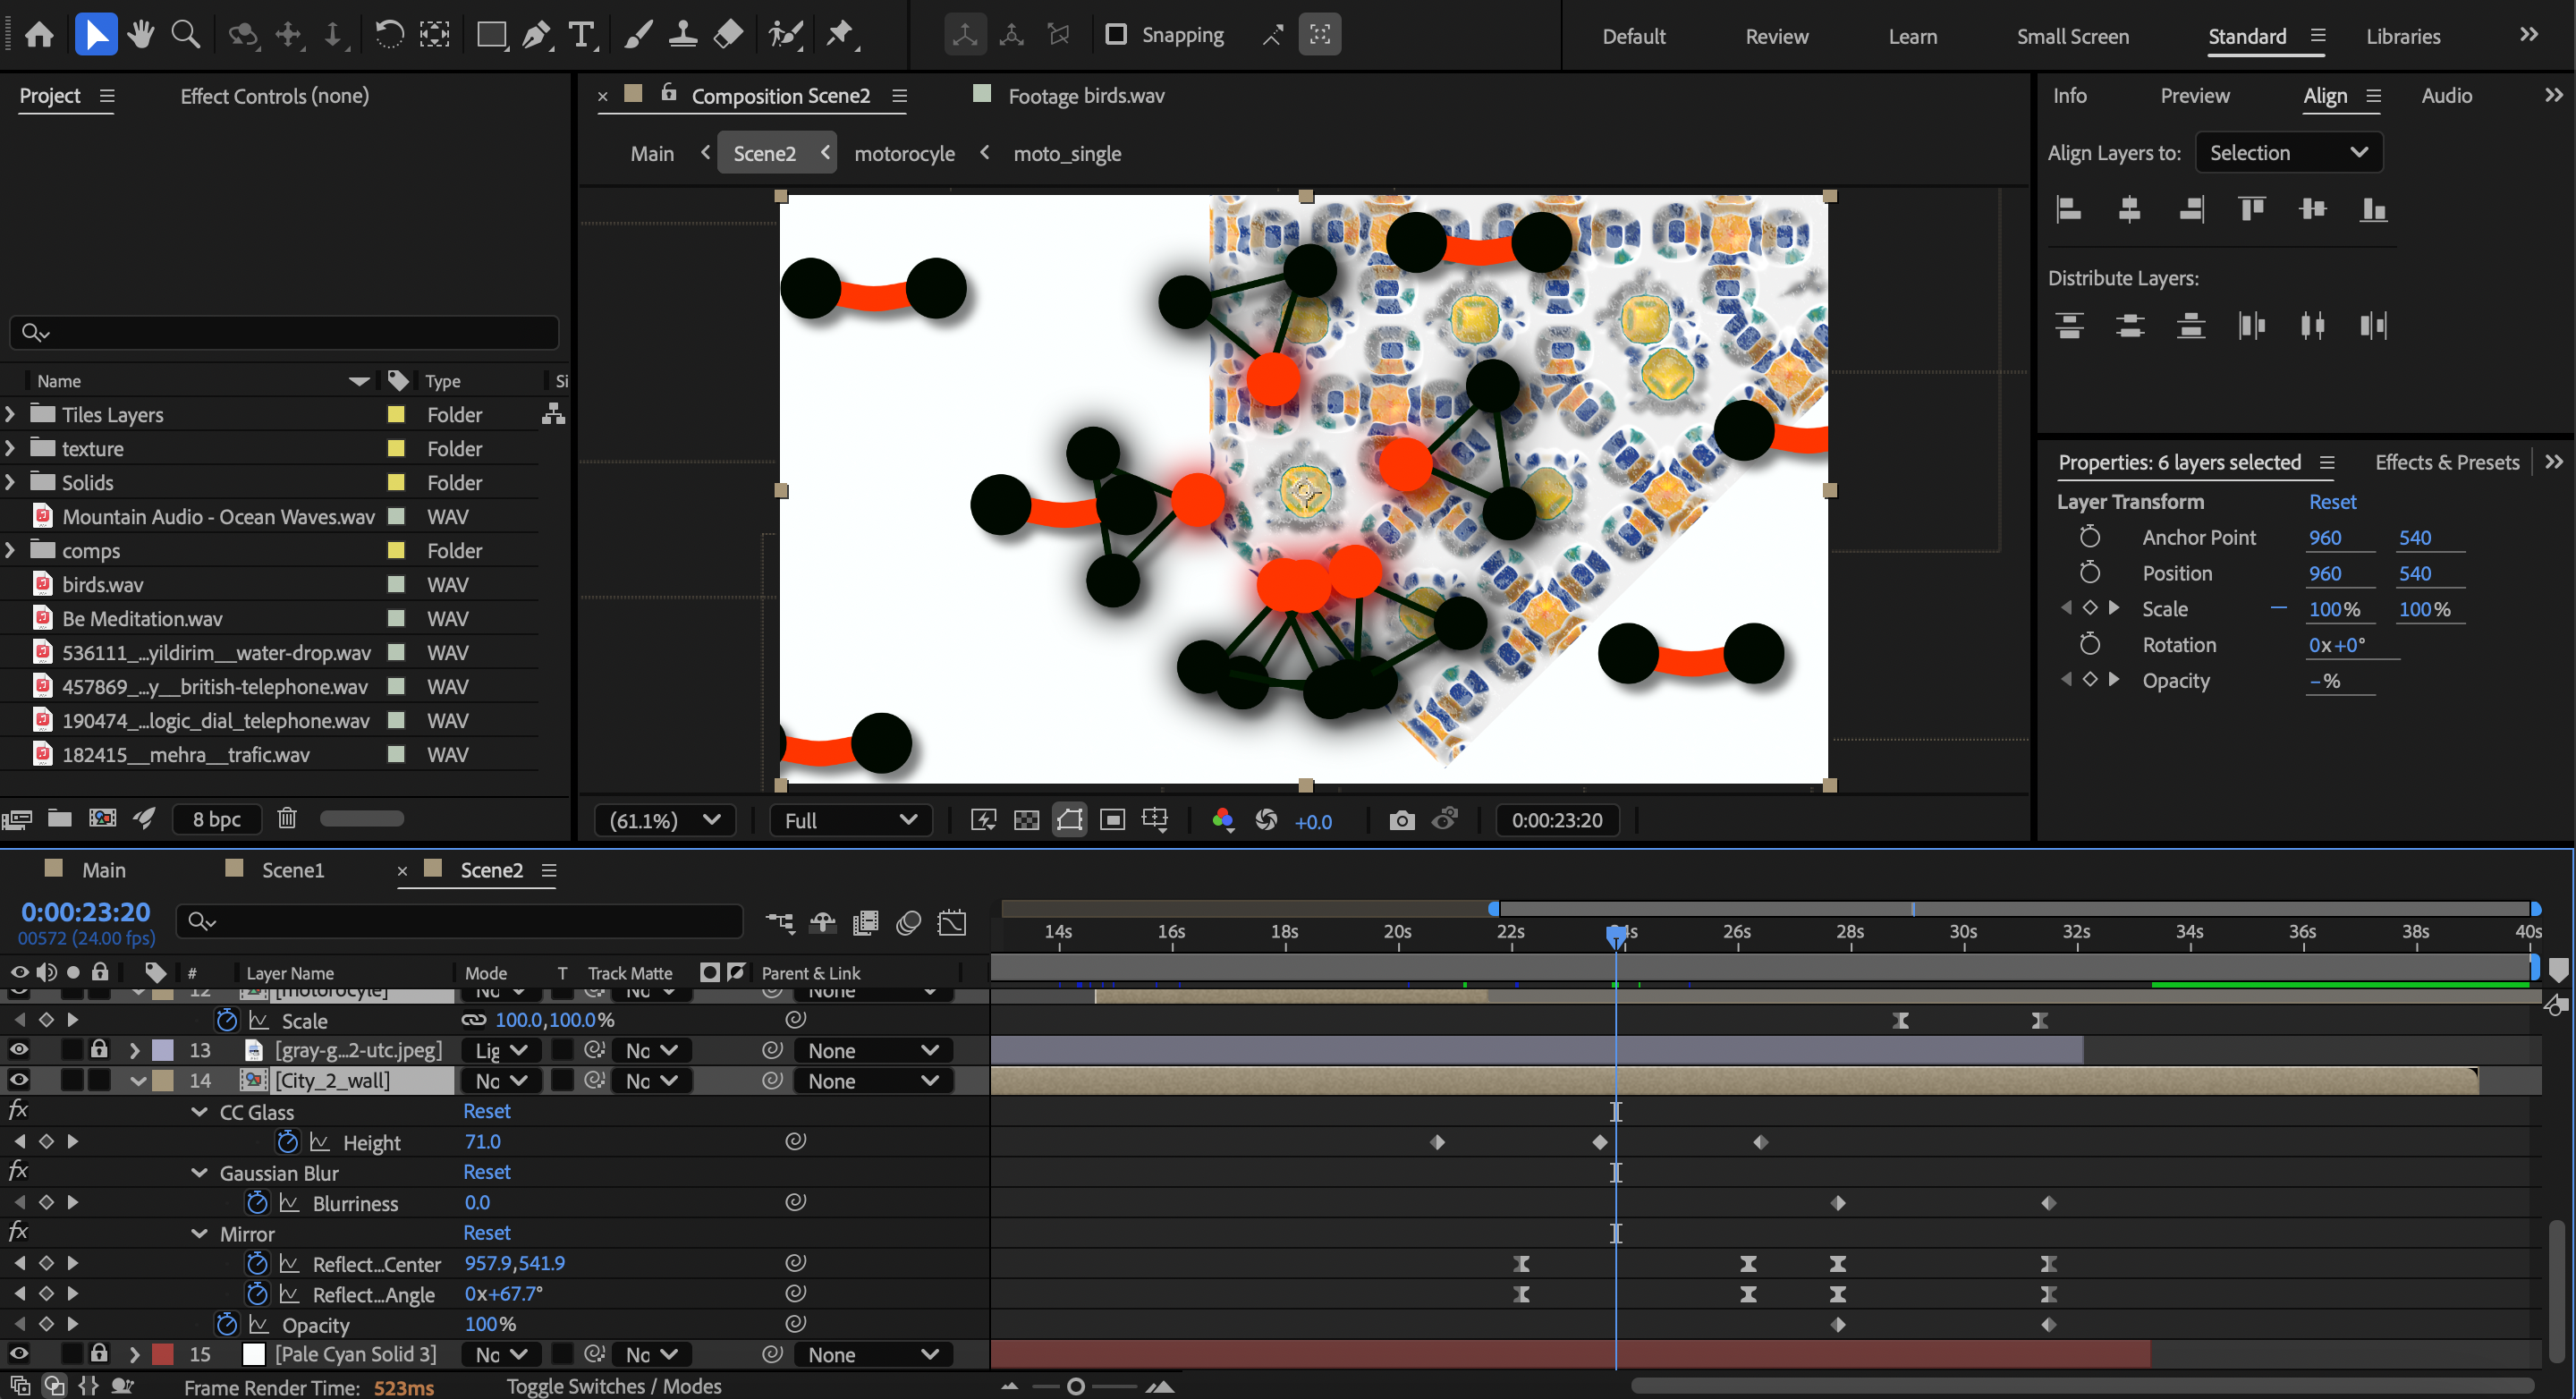 Snapping
Default
Review
Learn
Small Screen
Standard
Libraries
Project
Effect Controls (none)
Composition Scene2
Footage birds.wav
Info
Preview
Align
Audio
Main
Scene2
motorocyle
moto_single
Align Layers to:
Selection
Distribute Layers:
Name
Type
Si
Tiles Layers
Folder
texture
Folder
Solids
Folder
Mountain Audio - Ocean Waves.wav
WAV
comps
Folder
birds.wav
WAV
Be Meditation.wav
WAV
536111_...yildirim__water-drop.wav
WAV
457869_...y__british-telephone.wav
WAV
190474_...logic_dial_telephone.wav
WAV
182415__mehra__trafic.wav
WAV
8 bpc
(61.1%)
Full
+0.0
0:00:23:20
Properties: 6 layers selected
Effects & Presets
Layer Transform
Reset
Anchor Point
960
540
Position
960
540
Scale
100%
100%
Rotation
0x+0°
Opacity
–%
Main
Scene1
Scene2
0:00:23:20
00572 (24.00 fps)
14s
16s
18s
20s
22s
24s
26s
28s
30s
32s
34s
36s
38s
40s
#
Layer Name
Mode
T
Track Matte
Parent & Link
12
[motorocyle]
No
No
None
Scale
100.0,100.0%
13
[gray-g...2-utc.jpeg]
Lig
No
None
14
[City_2_wall]
No
No
None
fx
CC Glass
Reset
Height
71.0
fx
Gaussian Blur
Reset
Blurriness
0.0
fx
Mirror
Reset
Reflect...Center
957.9,541.9
Reflect...Angle
0x+67.7°
Opacity
100%
15
[Pale Cyan Solid 3]
No
No
None
Frame Render Time: 523ms
Toggle Switches / Modes